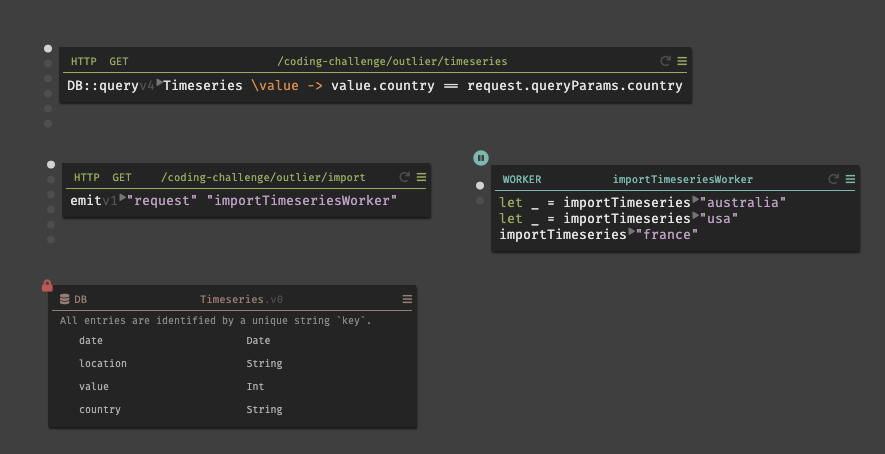 HTTP GET /coding-challenge/outlier/timeseries
DB::queryv4 Timeseries \value -> value.country == request.queryParams.country
HTTP GET /coding-challenge/outlier/import
emitv1 "request" "importTimeseriesWorker"
WORKER importTimeseriesWorker
let _ = importTimeseries "australia"
let _ = importTimeseries "usa"
importTimeseries "france"
DB Timeseries.v0
All entries are identified by a unique string `key`.
date Date
location String
value Int
country String